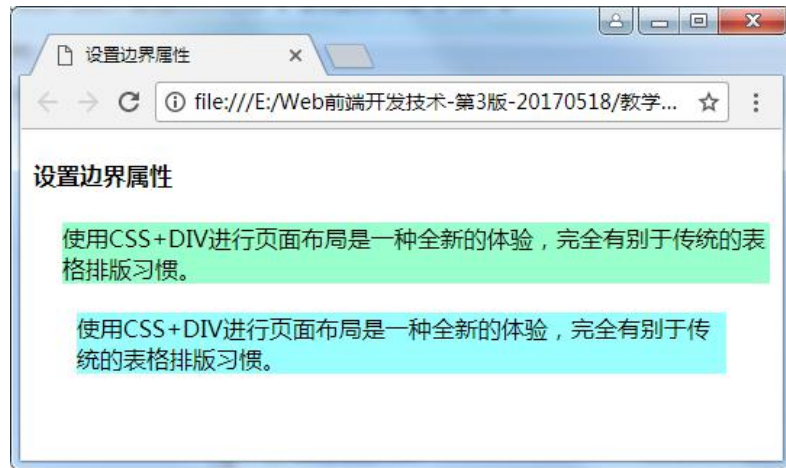 设置边界属性
file:///E:/Web前端开发技术-第3版-20170518/教学...
设置边界属性
使用CSS+DIV进行页面布局是一种全新的体验，完全有别于传统的表
格排版习惯。
使用CSS+DIV进行页面布局是一种全新的体验，完全有别于传
统的表格排版习惯。